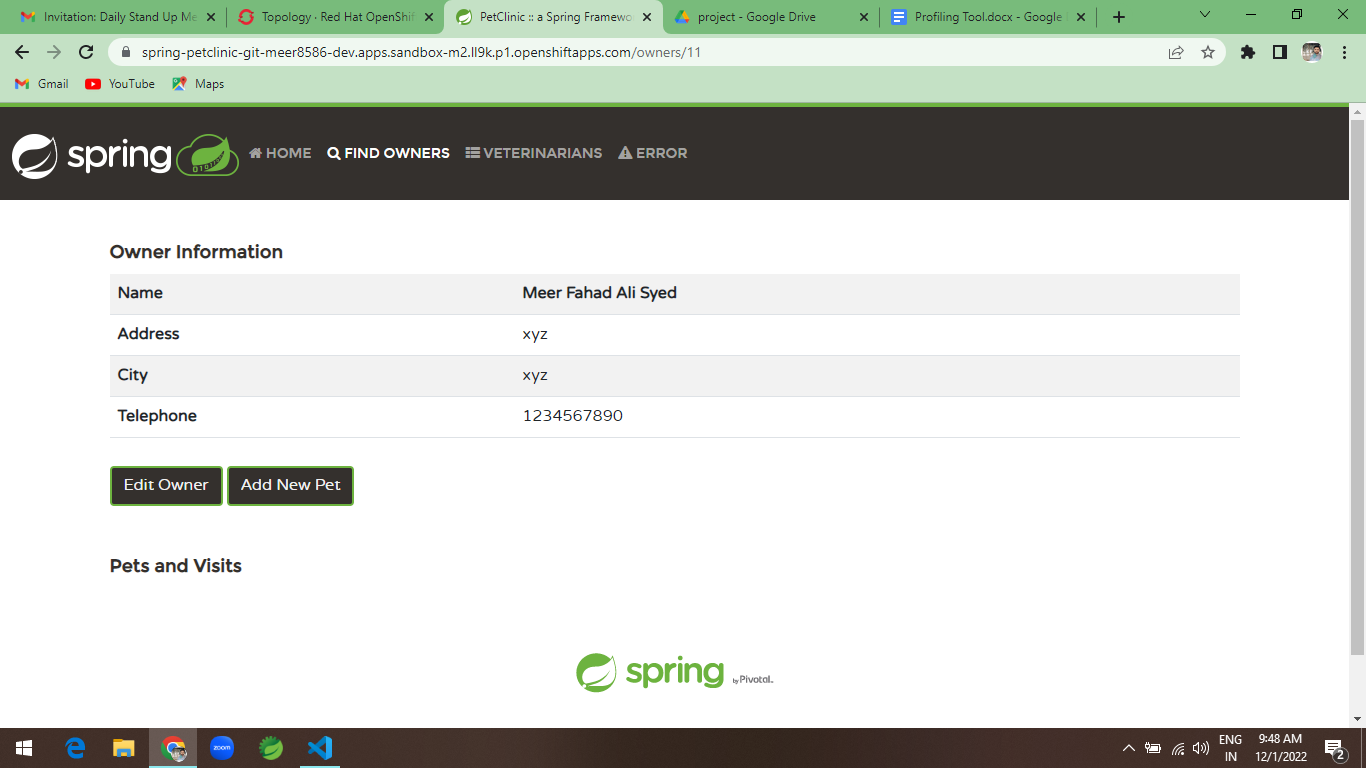 Invitation: Daily Stand Up Me
Topology · Red Hat OpenShif
PetClinic :: a Spring Framewo
project - Google Drive
Profiling Tool.docx - Google
spring-petclinic-git-meer8586-dev.apps.sandbox-m2.ll9k.p1.openshiftapps.com/owners/11
Gmail YouTube Maps
spring HOME FIND OWNERS VETERINARIANS ERROR
Owner Information
Name Meer Fahad Ali Syed
Address xyz
City xyz
Telephone 1234567890
Edit Owner Add New Pet
Pets and Visits
spring by Pivotal
zoom
ENG
IN
9:48 AM
12/1/2022
2